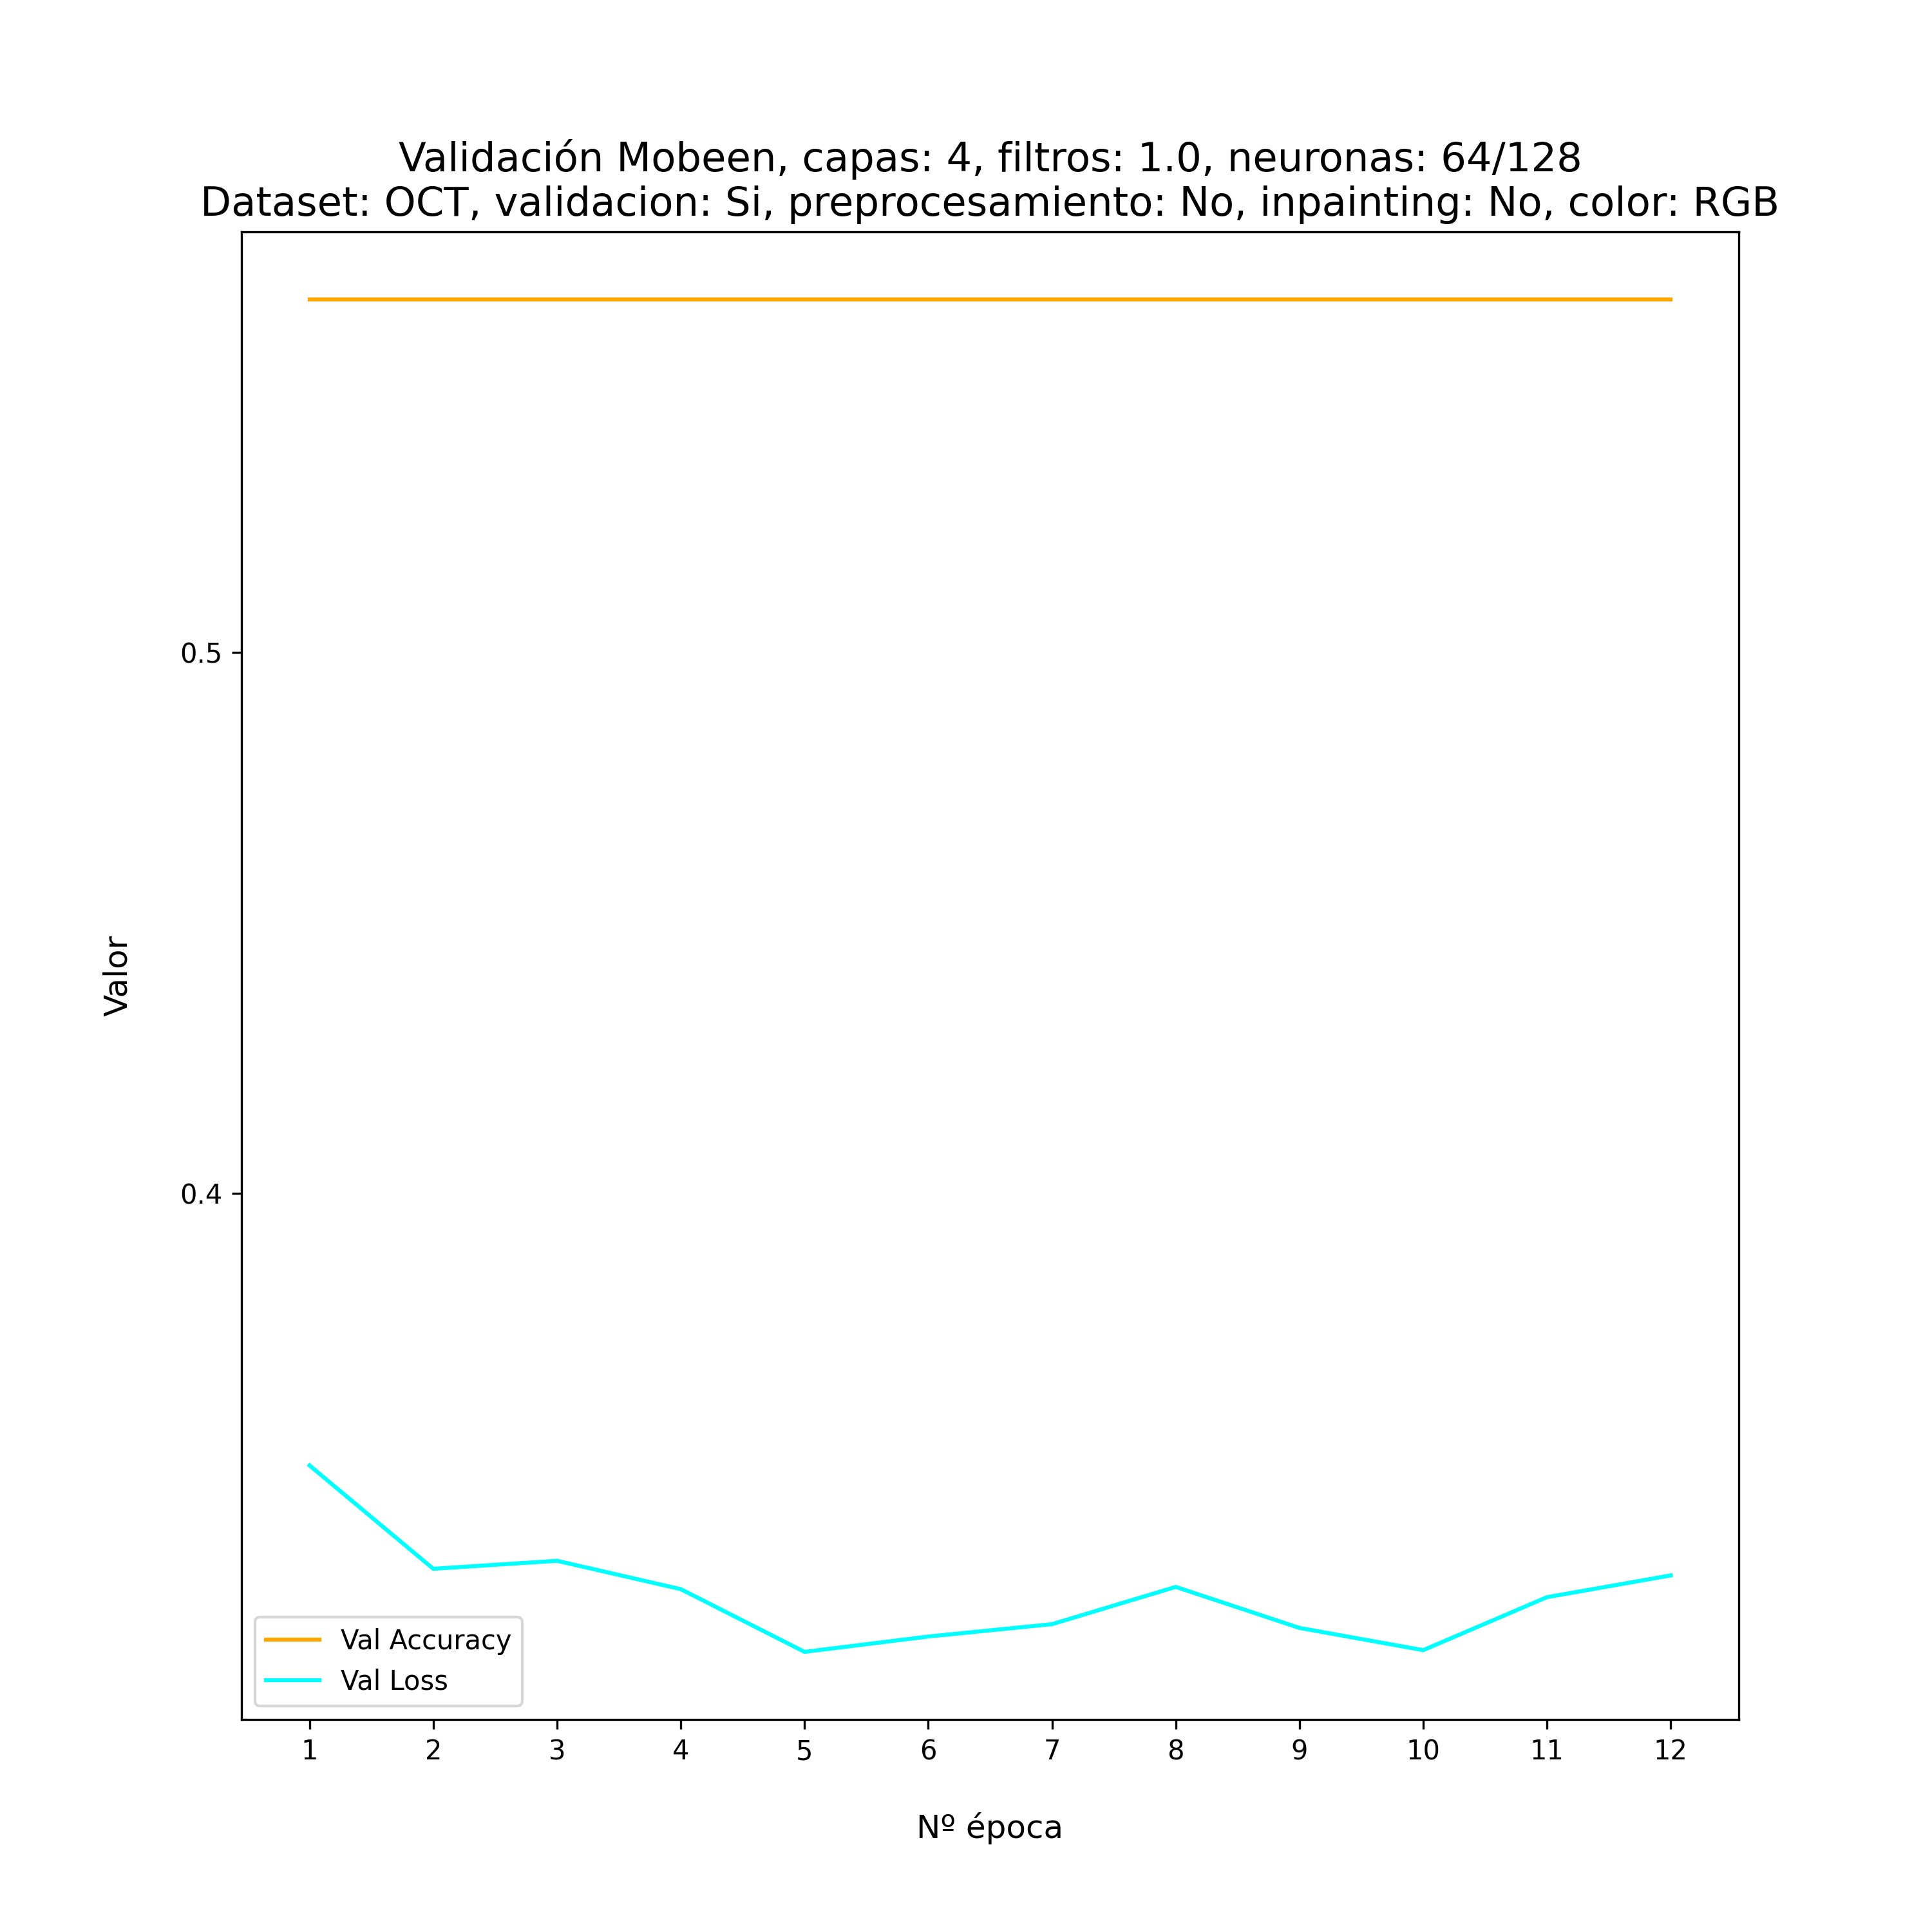 Validación Mobeen, capas: 4, filtros: 1.0, neuronas: 64/128
Dataset: OCT, validacion: Si, preprocesamiento: No, inpainting: No, color: RGB
Valor
0.5
0.4
Val Accuracy
Val Loss
1 2 3 4 5 6 7 8 9 10 11 12
Nº época